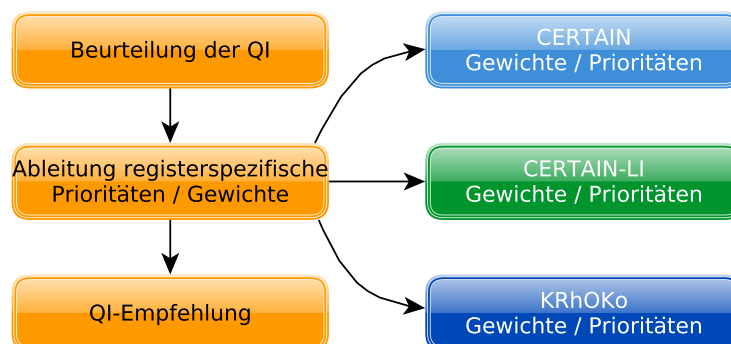 Beurteilung der QI
Ableitung registerspezifische
Prioritäten / Gewichte
QI-Empfehlung
CERTAIN
Gewichte / Prioritäten
CERTAIN-LI
Gewichte / Prioritäten
KRhOKo
Gewichte / Prioritäten